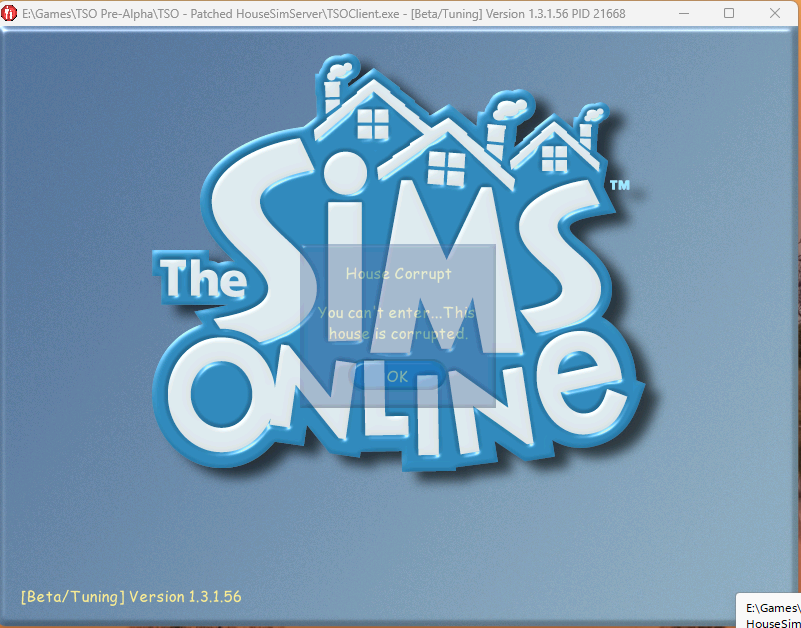 E:\Games\TSO Pre-Alpha\TSO - Patched HouseSimServer\TSOClient.exe - [Beta/Tuning] Version 1.3.1.56 PID 21668
The
SiMS
™
ONLiNe
House Corrupt
You can't enter...This
house is corrupted.
OK
[Beta/Tuning] Version 1.3.1.56
E:\Games\
HouseSim